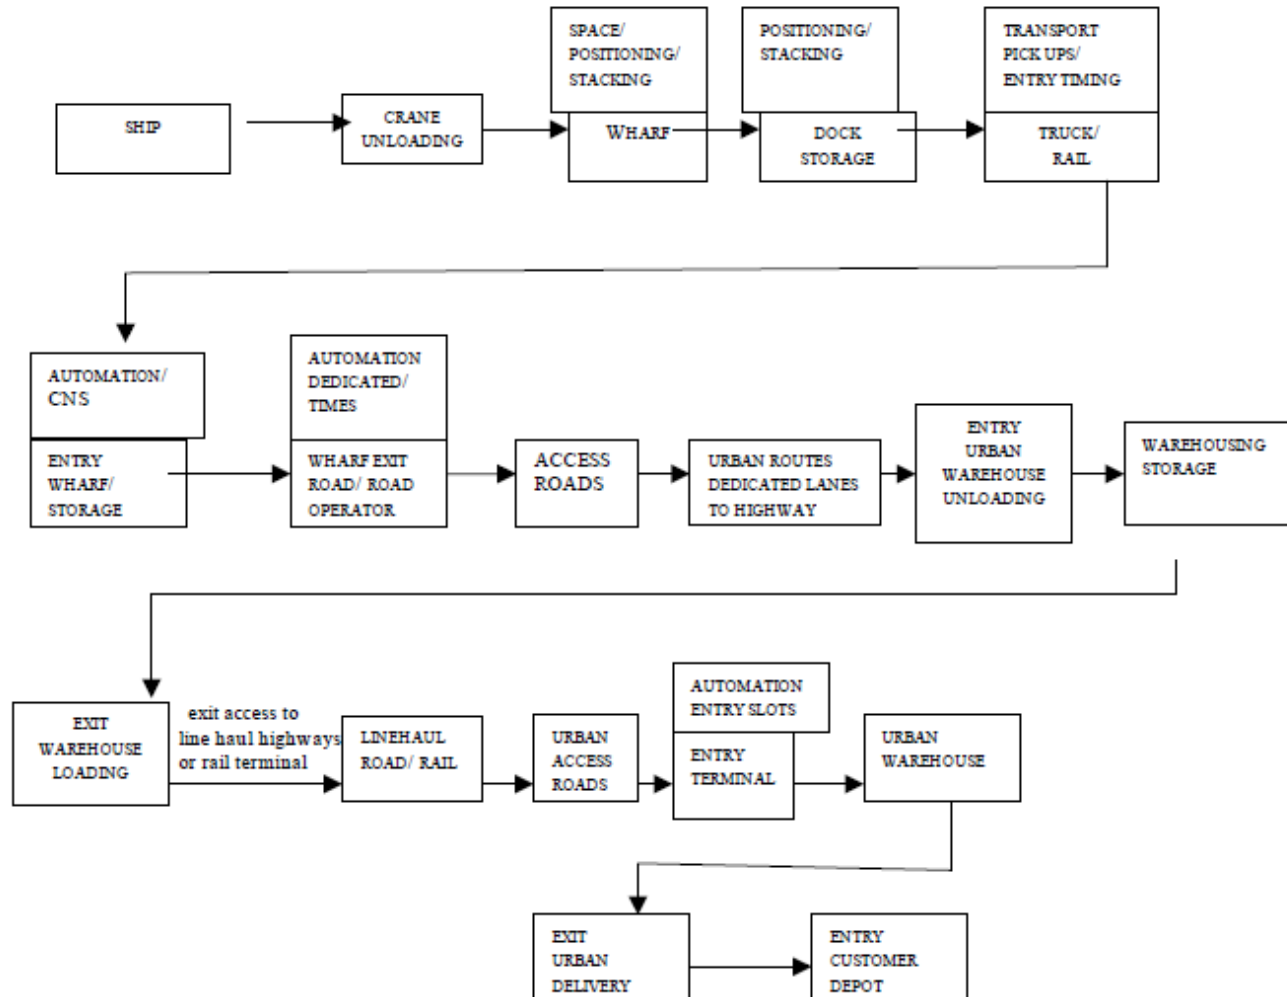 SHIP
CRANE
UNLOADING
SPACE/
POSITIONING/
STACKING
WHARF
POSITIONING/
STACKING
DOCK
STORAGE
TRANSPORT
PICK UPS/
ENTRY TIMING
TRUCK/
RAIL
AUTOMATION/
CNS
ENTRY
WHARF/
STORAGE
AUTOMATION
DEDICATED/
TIMES
WHARF EXIT
ROAD/ ROAD
OPERATOR
ACCESS
ROADS
URBAN ROUTES
DEDICATED LANES
TO HIGHWAY
ENTRY
URBAN
WAREHOUSE
UNLOADING
WAREHOUSING
STORAGE
EXIT
WAREHOUSE
LOADING
exit access to
line haul highways
or rail terminal
LINEHAUL
ROAD/ RAIL
URBAN
ACCESS
ROADS
AUTOMATION
ENTRY SLOTS
ENTRY
TERMINAL
URBAN
WAREHOUSE
EXIT
URBAN
DELIVERY
ENTRY
CUSTOMER
DEPOT